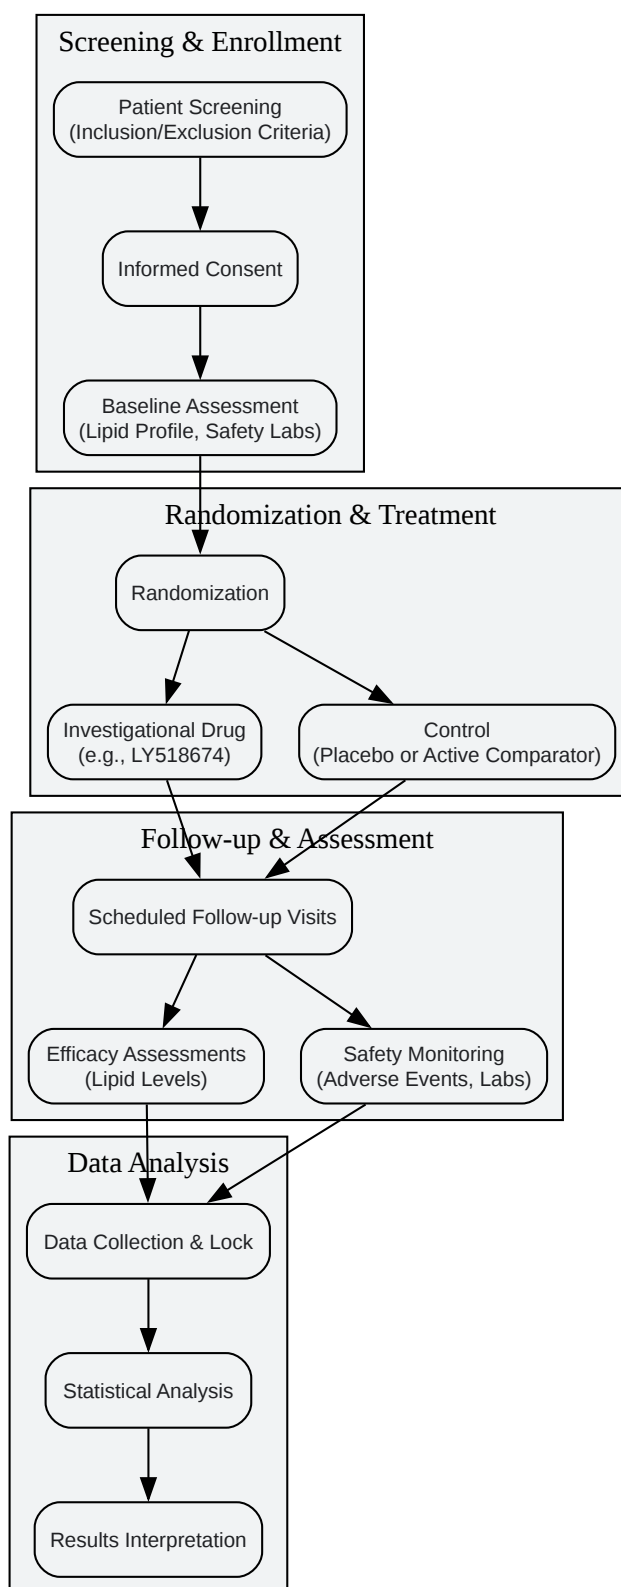 Screening & Enrollment
Patient Screening
(Inclusion/Exclusion Criteria)
Informed Consent
Baseline Assessment
(Lipid Profile, Safety Labs)
Randomization & Treatment
Randomization
Investigational Drug
(e.g., LY518674)
Control
(Placebo or Active Comparator)
Follow-up & Assessment
Scheduled Follow-up Visits
Efficacy Assessments
(Lipid Levels)
Safety Monitoring
(Adverse Events, Labs)
Data Analysis
Data Collection & Lock
Statistical Analysis
Results Interpretation